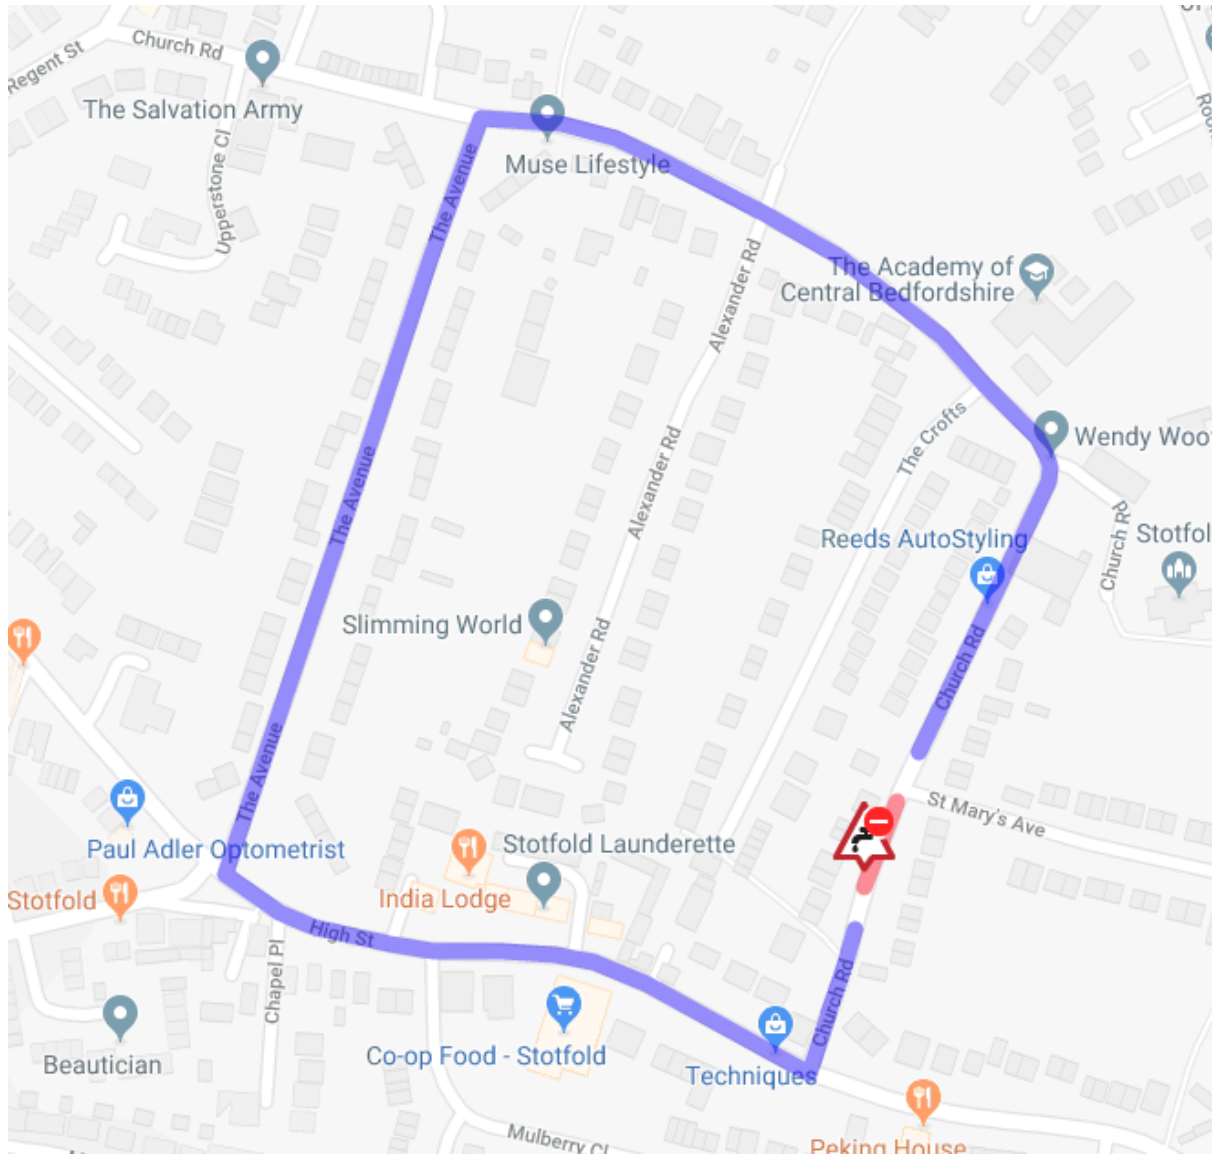 Church Rd
Regent St
The Salvation Army
Upperstone Cl
The Avenue
Muse Lifestyle
Alexander Rd
The Academy of
Central Bedfordshire
The Crofts
Wendy Woo
The Avenue
Alexander Rd
Reeds AutoStyling
Church Rd
Stotfol
Slimming World
Alexander Rd
Church Rd
The Avenue
St Mary's Ave
Paul Adler Optometrist
Stotfold Launderette
Stotfold
India Lodge
High St
Chapel Pl
Church Rd
Beautician
Co-op Food - Stotfold
Techniques
Mulberry Cl
Peking House